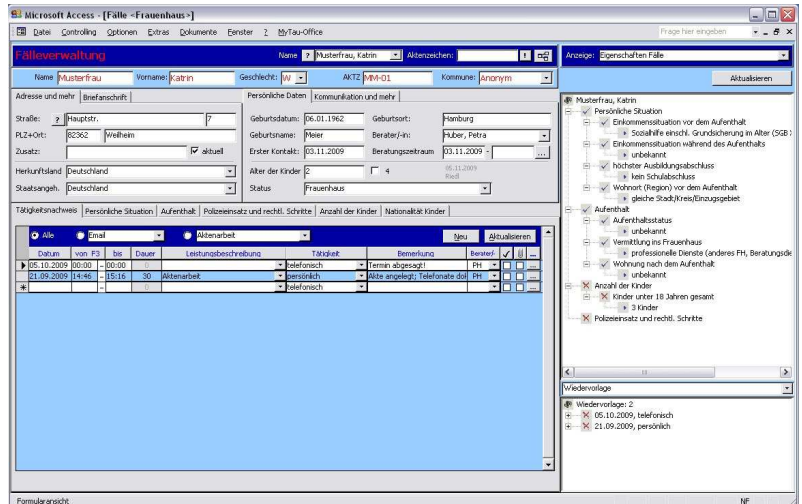 Microsoft Access - [Fälle <Frauenhaus>]
Datei Controlling Optionen Extras Dokumente Fenster ? MyTau-Office Frage hier eingeben
Fälleverwaltung Name ? Musterfrau, Katrin Aktenzeichen: Anzeige: Eigenschaften Fälle
Name Musterfrau Vorname: Katrin Geschlecht: W AKTZ MM-01 Kommune: Anonym Aktualisieren
Adresse und mehr Briefanschrift Persönliche Daten Kommunikation und mehr
Straße: ? Hauptstr. 7 Geburtsdatum: 06.01.1962 Geburtsort: Hamburg
PLZ+Ort: 82362 Weilheim Geburtsname: Meier Berater/-in: Huber, Petra
Zusatz: aktuell Erster Kontakt: 03.11.2009 Beratungszeitraum 03.11.2009 - ...
Herkunftsland Deutschland Alter der Kinder 2 4 05.11.2009 Riedl
Staatsangeh. Deutschland Status Frauenhaus
Tätigkeitsnachweis Persönliche Situation Aufenthalt Polizeieinsatz und rechtl. Schritte Anzahl der Kinder Nationalität Kinder
Alle Email Aktenarbeit Neu Aktualisieren
Datum von F3 bis Dauer Leistungsbeschreibung Tätigkeit Bemerkung Berater/- ...
05.10.2009 00:00 - 00:00 0 telefonisch Termin abgesagt! PH ...
21.09.2009 14:46 - 15:16 30 Aktenarbeit persönlich Akte angelegt; Telefonate doi PH ...
- 0 telefonisch ...
Musterfrau, Katrin
Persönliche Situation
Einkommenssituation vor dem Aufenthalt
Sozialhilfe einschl. Grundsicherung im Alter (SGB
Einkommenssituation während des Aufenthalts
unbekannt
höchster Ausbildungsabschluss
kein Schulabschluss
Wohnort (Region) vor dem Aufenthalt
gleiche Stadt/Kreis/Einzugsgebiet
Aufenthalt
Aufenthaltsstatus
unbekannt
Vermittlung ins Frauenhaus
professionelle Dienste (anderes FH, Beratungsdie
Wohnung nach dem Aufenthalt
unbekannt
Anzahl der Kinder
Kinder unter 18 Jahren gesamt
3 Kinder
Polizeieinsatz und rechtl. Schritte
Wiedervorlage
Wiedervorlage: 2
05.10.2009, telefonisch
21.09.2009, persönlich
Formularansicht NF